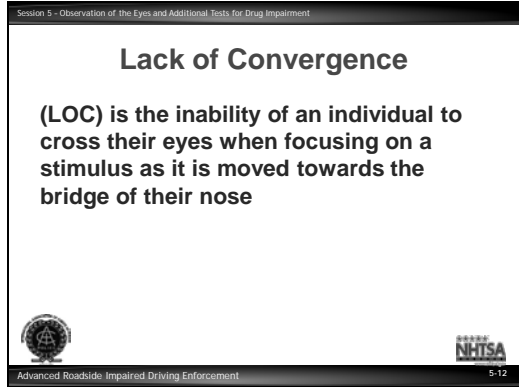 Session 5 - Observation of the Eyes and Additional Tests for Drug Impairment
Lack of Convergence
(LOC) is the inability of an individual to
cross their eyes when focusing on a
stimulus as it is moved towards the
bridge of their nose
NHTSA
Advanced Roadside Impaired Driving Enforcement
5-12